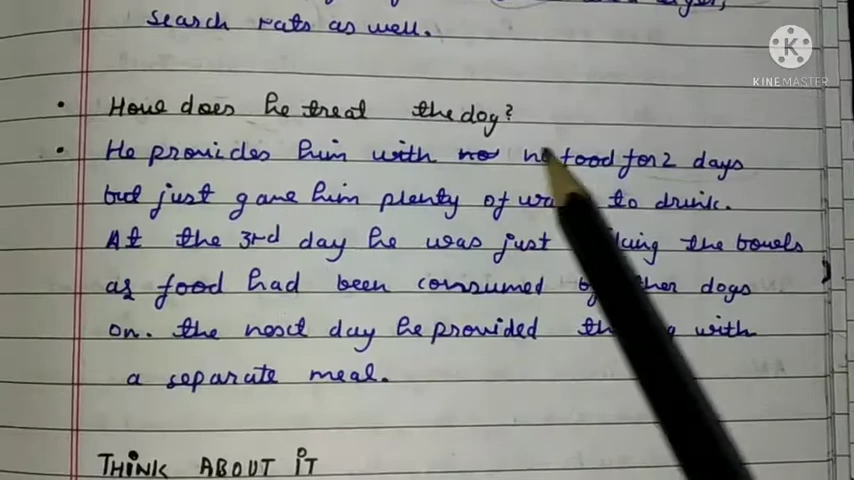 search rats as well.
K
KINEMASTER
• How does he treat the dog?
• He provides him with no food for 2 days
but just gave him plenty of to drink.
At the 3rd day he was just the bowls
as food had been consumed dogs
on. the next day he provided with
a separate meal.
THINK ABOUT IT